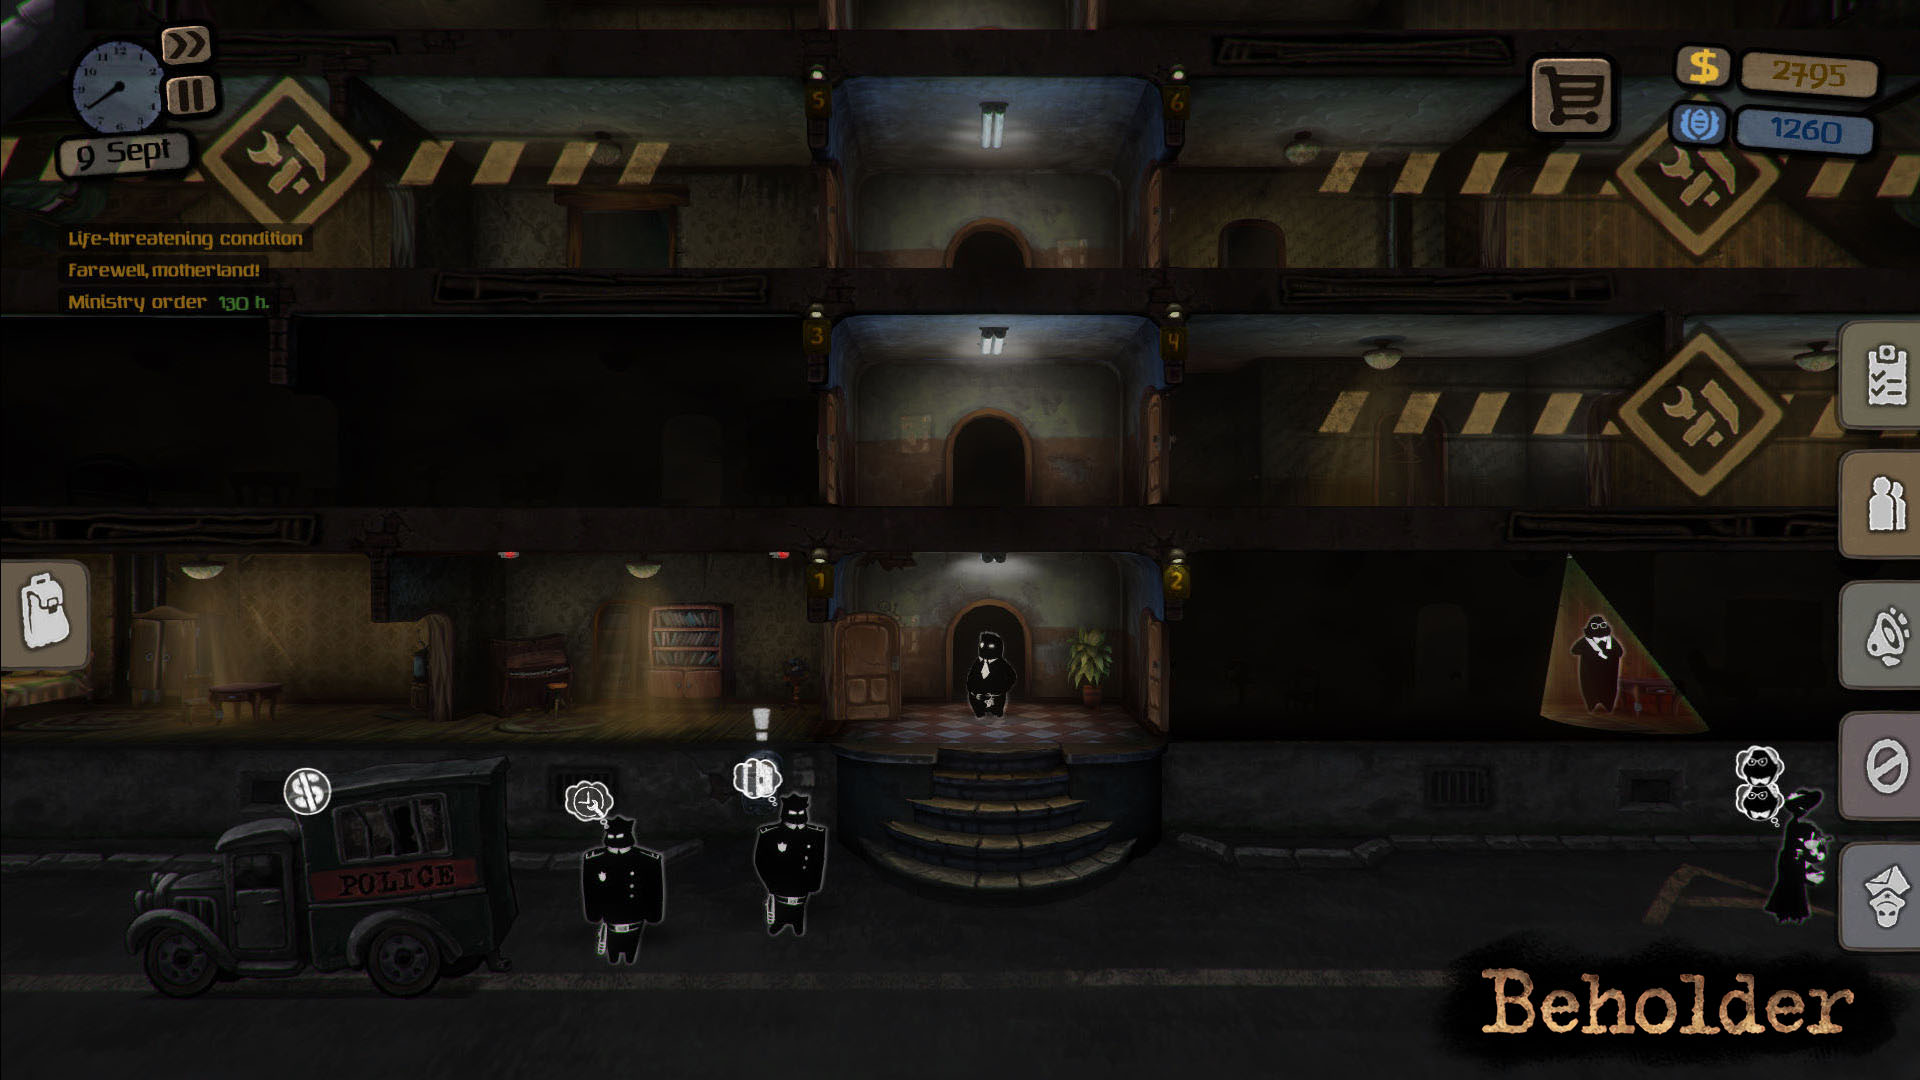 9 Sept
$ 2795
1260
Life-threatening condition
Farewell, motherland!
Ministry order 130 h.
5
6
3
4
1
2
$
POLICE
Beholder